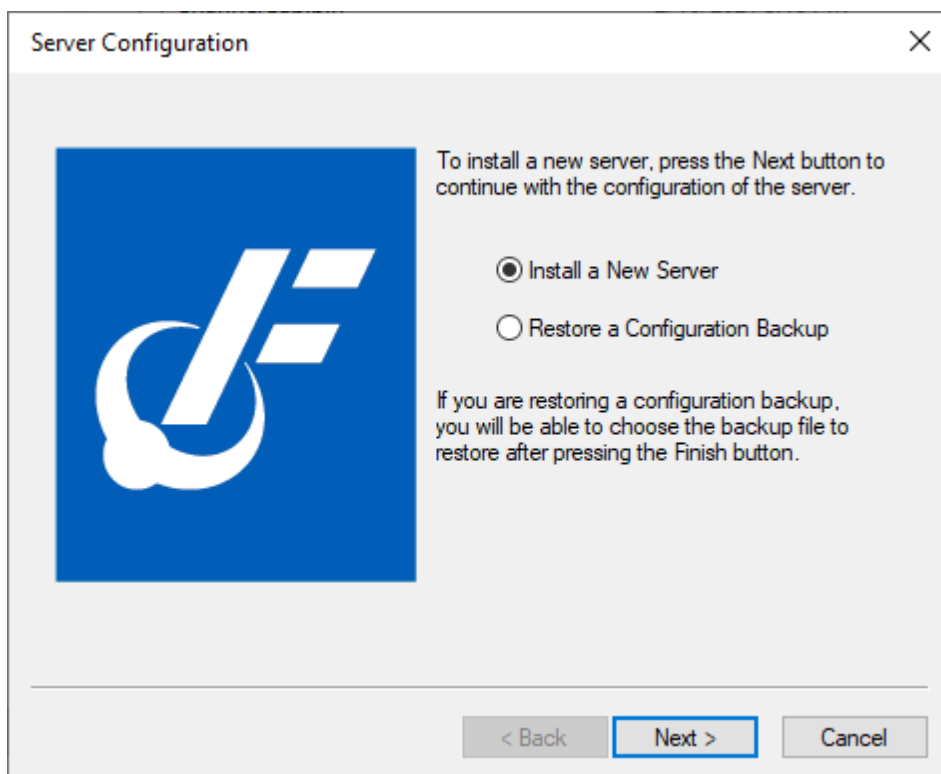 Server Configuration
To install a new server, press the Next button to
continue with the configuration of the server.
Install a New Server
Restore a Configuration Backup
If you are restoring a configuration backup,
you will be able to choose the backup file to
restore after pressing the Finish button.
< Back
Next >
Cancel